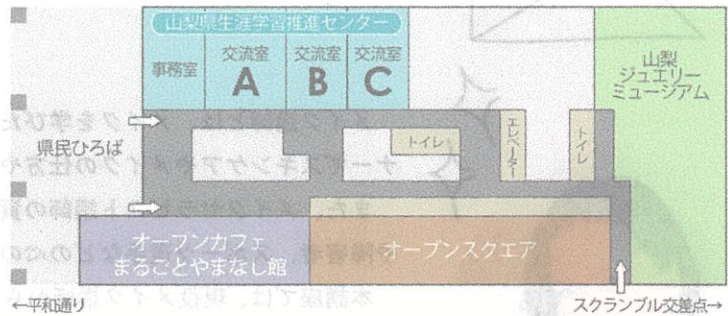 山梨県生涯学習推進センター
事務室
交流室
A
交流室
B
交流室
C
山梨
ジュエリー
ミュージアム
県民ひろば
トイレ
エレベーター
トイレ
オープンカフェ
まるごとやまなし館
オープンスクエア
←平和通り
スクランブル交差点→